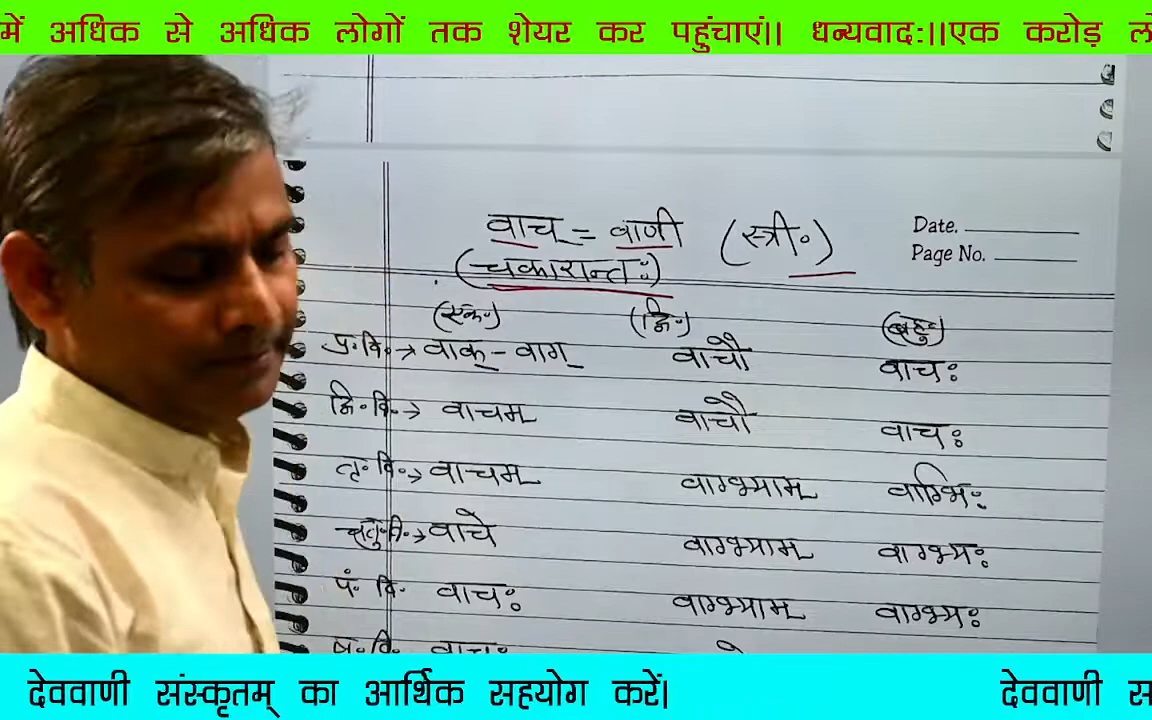 में अधिक से अधिक लोगों तक शेयर कर पहुंचाएं।। धन्यवादः।।एक करोड़ लो
वाच् = वाणी (स्त्री॰)
Date.
(चकारान्तः)
Page No.
(एक॰) (द्वि॰) (बहु॰)
प्र॰ वि॰ → वाक् - वाग् वाचौ वाचः
द्वि॰ वि॰ → वाचम् वाचौ वाचः
तृ॰ वि॰ → वाचम् वाग्भ्याम् वाग्भिः
चतु॰ वि॰ → वाचे वाग्भ्याम् वाग्भ्यः
पं॰ वि॰ वाचः वाग्भ्याम् वाग्भ्यः
ष॰ वि॰ वाचः
देववाणी संस्कृतम् का आर्थिक सहयोग करें। देववाणी स